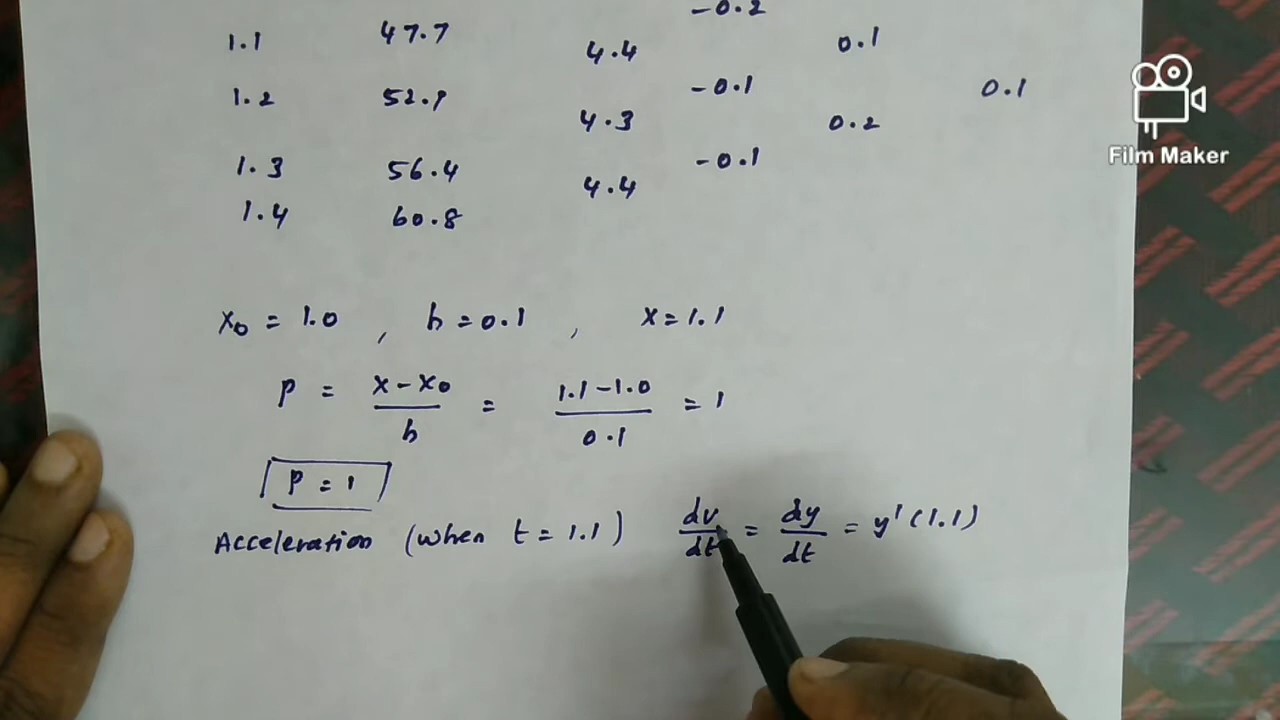 -0.2
1.1 47.7 4.4 0.1
1.2 52.1 -0.1 0.1
4.3 0.2
1.3 56.4 -0.1
4.4
1.4 60.8
x₀ = 1.0 , h = 0.1 , x = 1.1
P = x - x₀ / h = 1.1 - 1.0 / 0.1 = 1
P = 1
Acceleration (when t = 1.1) dv/dt = dy/dt = y'(1.1)
Film Maker